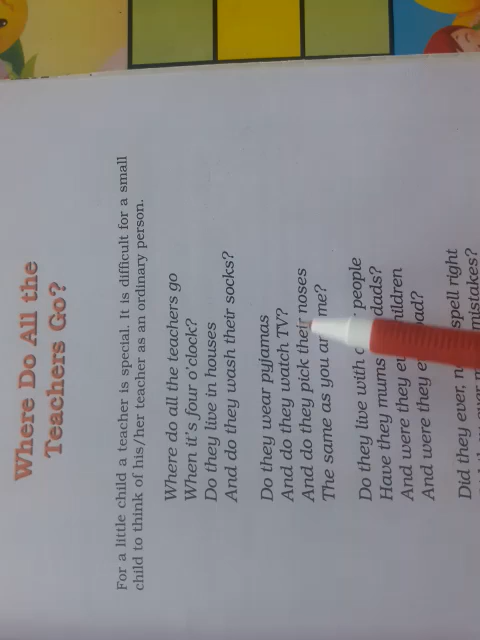 Where Do All the
Teachers Go?
For a little child a teacher is special. It is difficult for a small
child to think of his/her teacher as an ordinary person.
Where do all the teachers go
When it's four o'clock?
Do they live in houses
And do they wash their socks?
Do they wear pyjamas
And do they watch TV?
And do they pick their noses
The same as you me?
Do they live with people
Have they mums dads?
And were they
And were they
Did they ever, spell right
mistakes?